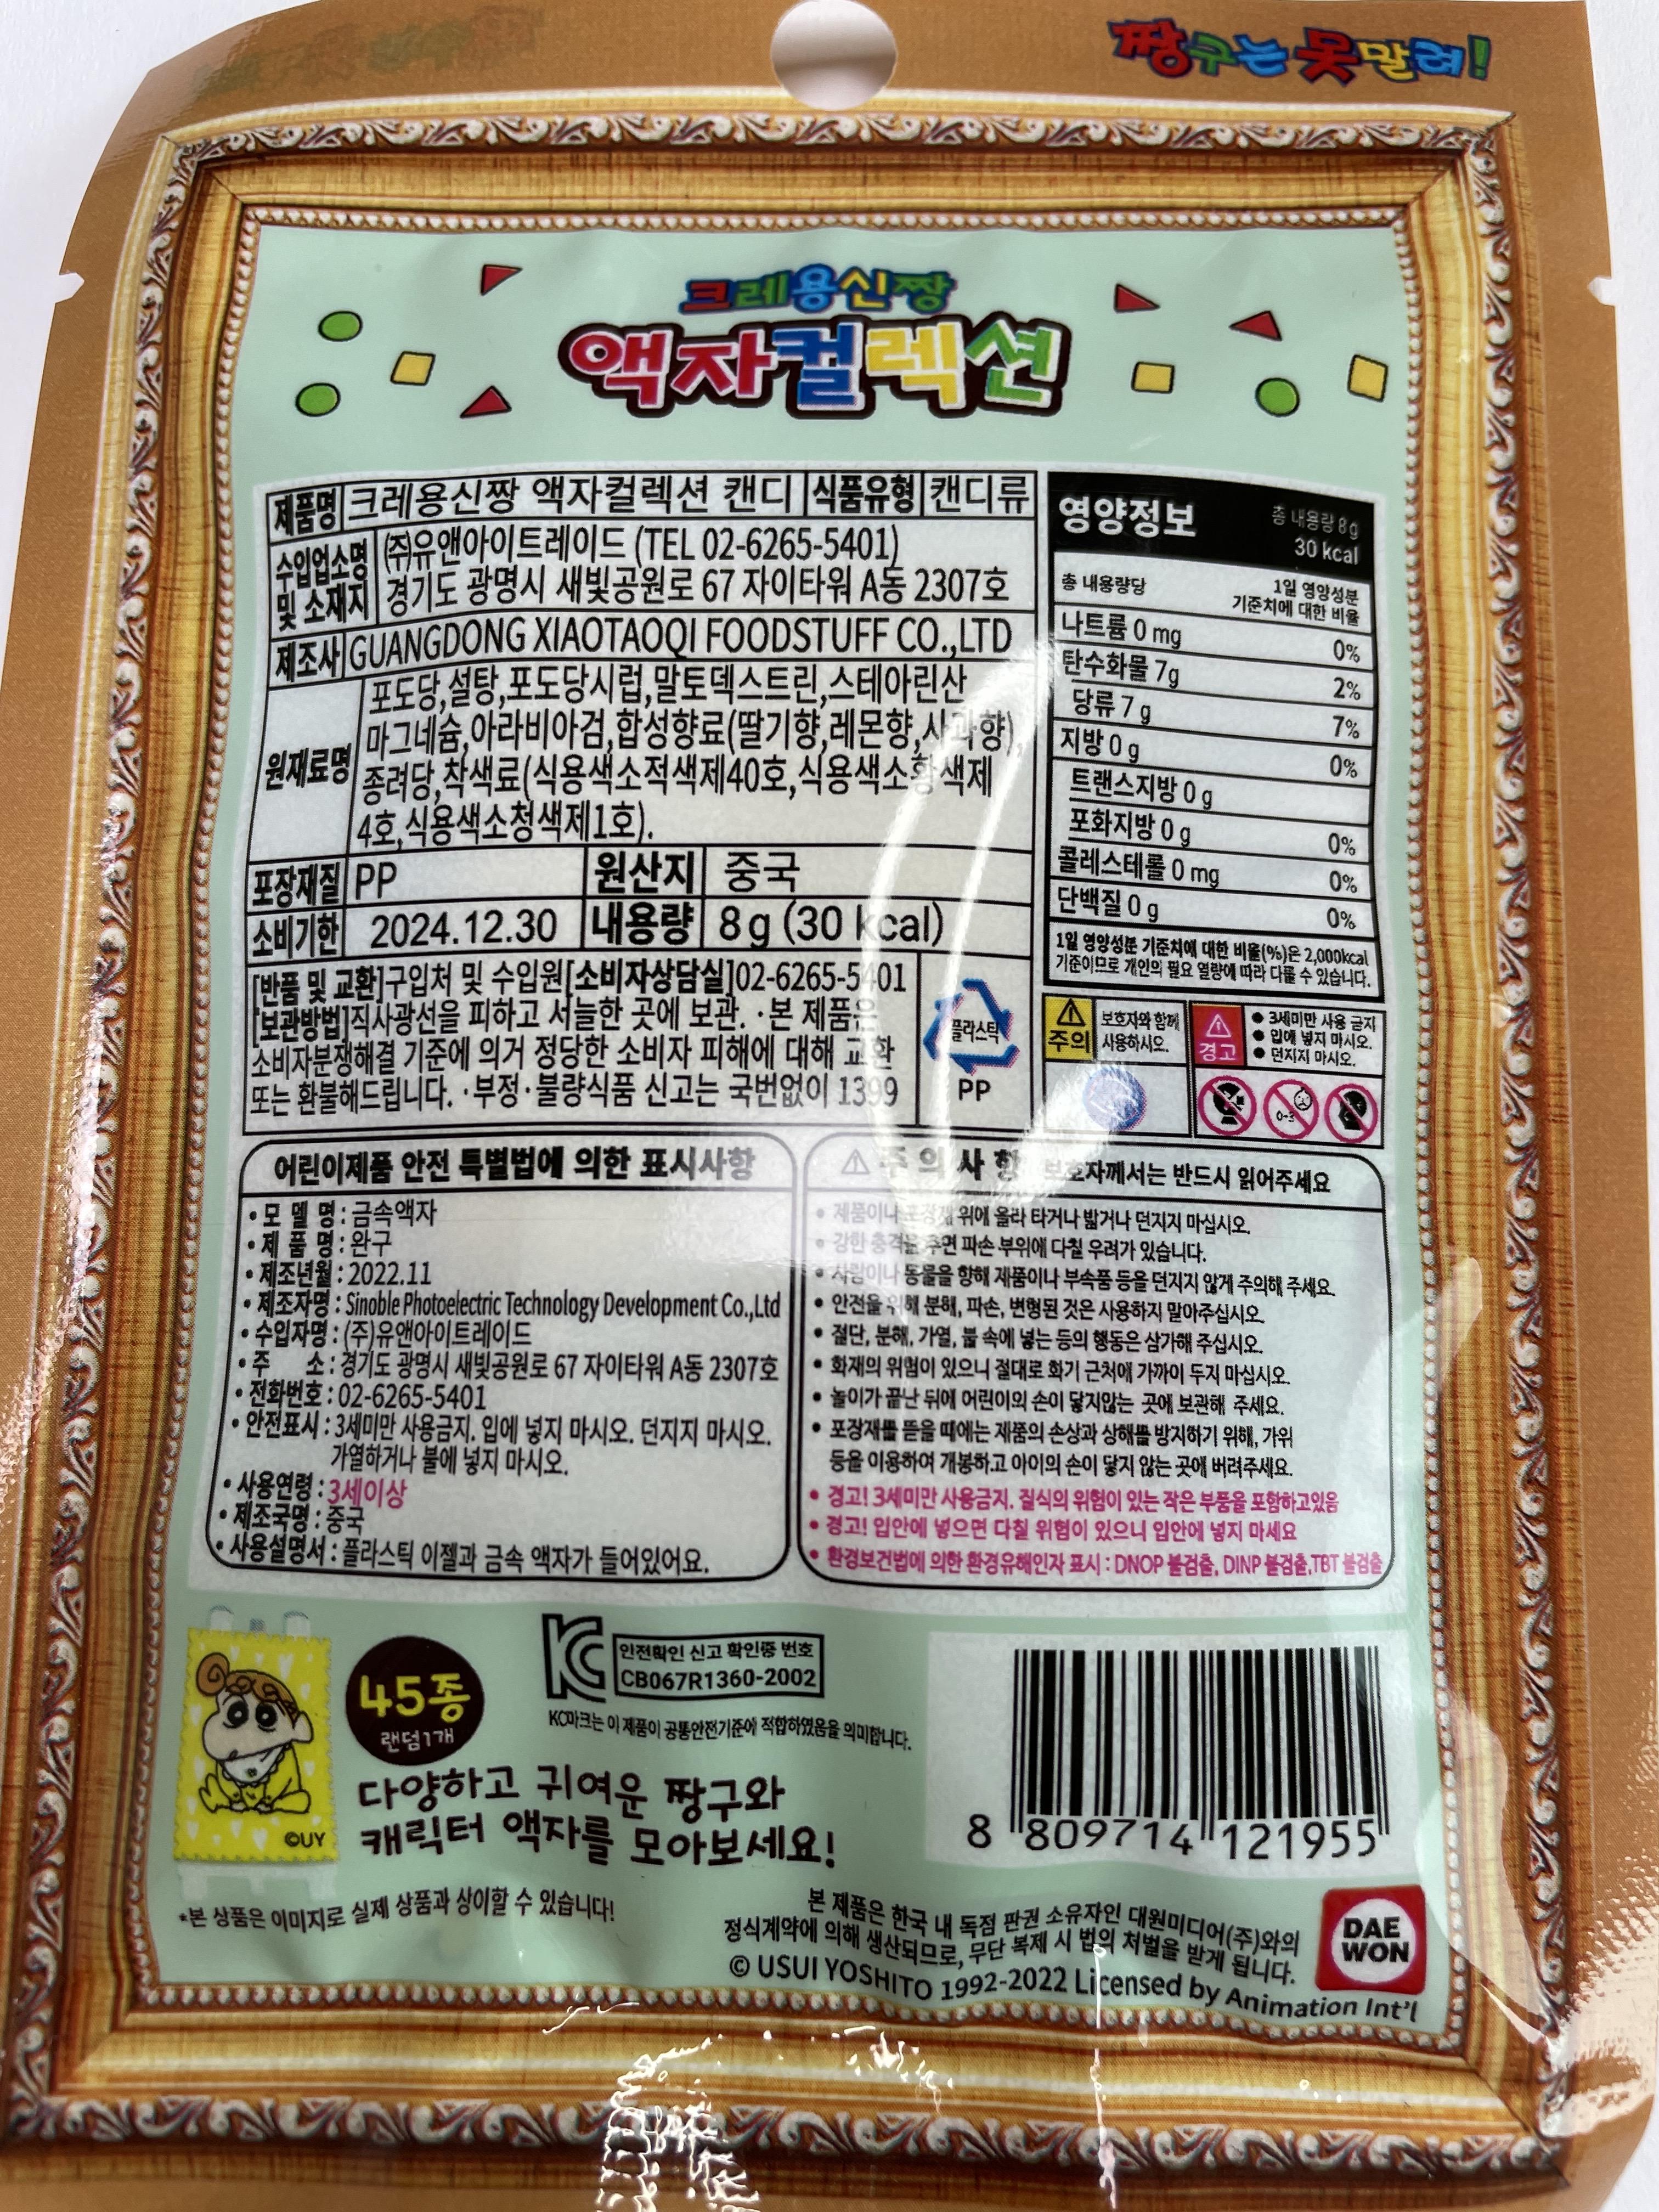 짱구는 못말려!
크레용신짱
액자컬렉션
제품명 크레용신짱 액자컬렉션 캔디 식품유형 캔디류
수입업소명 및 소재지 (주)유앤아이트레이드 (TEL 02-6265-5401)
경기도 광명시 새빛공원로 67 자이타워 A동 2307호
제조사 GUANGDONG XIAOTAOQI FOODSTUFF CO.,LTD
원재료명 포도당,설탕,포도당시럽,말토덱스트린,스테아린산
마그네슘,아라비아검,합성향료(딸기향,레몬향,사과향),
종려당,착색료(식용색소적색제40호,식용색소황색제
4호,식용색소청색제1호).
포장재질 PP 원산지 중국
소비기한 2024.12.30 내용량 8g (30 kcal)
[반품 및 교환]구입처 및 수입원[소비자상담실]02-6265-5401
[보관방법]직사광선을 피하고 서늘한 곳에 보관. ·본 제품은
소비자분쟁해결 기준에 의거 정당한 소비자 피해에 대해 교환
또는 환불해드립니다. ·부정·불량식품 신고는 국번없이 1399
플라스틱
PP
영양정보 총 내용량 8g
30 kcal
총 내용량당 1일 영양성분
기준치에 대한 비율
나트륨 0 mg 0%
탄수화물 7g 2%
당류 7 g 7%
지방 0 g 0%
트랜스지방 0 g
포화지방 0 g 0%
콜레스테롤 0 mg 0%
단백질 0 g 0%
1일 영양성분 기준치에 대한 비율(%)은 2,000kcal
기준이므로 개인의 필요 열량에 따라 다를 수 있습니다.
주의 보호자와 함께
사용하시오.
경고 • 3세미만 사용 금지
• 입에 넣지 마시오.
• 던지지 마시오.
0-3
어린이제품 안전 특별법에 의한 표시사항
• 모 델 명 : 금속액자
• 제 품 명 : 완구
• 제조년월 : 2022.11
• 제조자명 : Sinoble Photoelectric Technology Development Co.,Ltd
• 수입자명 : (주)유앤아이트레이드
• 주 소 : 경기도 광명시 새빛공원로 67 자이타워 A동 2307호
• 전화번호 : 02-6265-5401
• 안전표시 : 3세미만 사용금지. 입에 넣지 마시오. 던지지 마시오.
가열하거나 불에 넣지 마시오.
• 사용연령 : 3세이상
• 제조국명 : 중국
• 사용설명서 : 플라스틱 이젤과 금속 액자가 들어있어요.
주 의 사 항 보호자께서는 반드시 읽어주세요
• 제품이나 포장재 위에 올라 타거나 밟거나 던지지 마십시오.
• 강한 충격을 주면 파손 부위에 다칠 우려가 있습니다.
• 사람이나 동물을 향해 제품이나 부속품 등을 던지지 않게 주의해 주세요.
• 안전을 위해 분해, 파손, 변형된 것은 사용하지 말아주십시오.
• 절단, 분해, 가열, 불 속에 넣는 등의 행동은 삼가해 주십시오.
• 화재의 위험이 있으니 절대로 화기 근처에 가까이 두지 마십시오.
• 놀이가 끝난 뒤에 어린이의 손이 닿지않는 곳에 보관해 주세요.
• 포장재를 뜯을 때에는 제품의 손상과 상해를 방지하기 위해, 가위
등을 이용하여 개봉하고 아이의 손이 닿지 않는 곳에 버려주세요.
• 경고! 3세미만 사용금지. 질식의 위험이 있는 작은 부품을 포함하고있음
• 경고! 입안에 넣으면 다칠 위험이 있으니 입안에 넣지 마세요
• 환경보건법에 의한 환경유해인자 표시 : DNOP 불검출, DINP 불검출,TBT 불검출
©UY
45종
랜덤1개
KC 안전확인 신고 확인증 번호
CB067R1360-2002
KC마크는 이 제품이 공통안전기준에 적합하였음을 의미합니다.
다양하고 귀여운 짱구와
캐릭터 액자를 모아보세요!
8 809714 121955
*본 상품은 이미지로 실제 상품과 상이할 수 있습니다!
본 제품은 한국 내 독점 판권 소유자인 대원미디어(주)와의
정식계약에 의해 생산되므로, 무단 복제 시 법의 처벌을 받게 됩니다.
© USUI YOSHITO 1992-2022 Licensed by Animation Int'l
DAE
WON